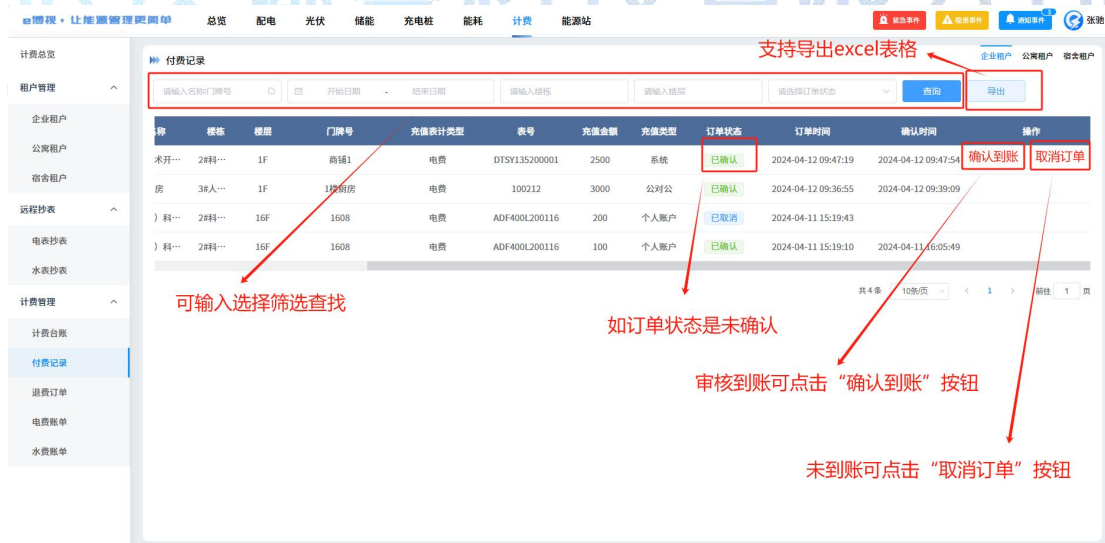 e博视·让能源管理更简单 总览 配电 光伏 储能 充电桩 能耗 计费 能源站 紧急事件 通知事件 3 张驰
计费总览
付费记录
支持导出excel表格
企业租户 公寓租户 宿舍租户
租户管理
请输入名称/门牌号 开始日期 - 结束日期 请输入楼栋 请输入楼层 请选择订单状态 查询 导出
企业租户
称 楼栋 楼层 门牌号 充值表计类型 表号 充值金额 充值类型 订单状态 订单时间 确认时间 操作
公寓租户
术开… 2#科… 1F 商铺1 电费 DTSY135200001 2500 系统 已确认 2024-04-12 09:47:19 2024-04-12 09:47:54 确认到账 取消订单
宿舍租户
房 3#人… 1F 1楼厨房 电费 100212 3000 公对公 已确认 2024-04-12 09:36:55 2024-04-12 09:39:09
远程抄表
）科… 2#科… 16F 1608 电费 ADF400L200116 200 个人账户 已取消 2024-04-11 15:19:43
电表抄表
）科… 2#科… 16F 1608 电费 ADF400L200116 100 个人账户 已确认 2024-04-11 15:19:10 2024-04-11 16:05:49
水表抄表
共4条 10条/页 < 1 > 前往 1 页
计费管理
可输入选择筛选查找
计费台账
如订单状态是未确认
付费记录
审核到账可点击“确认到账”按钮
退费订单
电费账单
水费账单
未到账可点击“取消订单”按钮